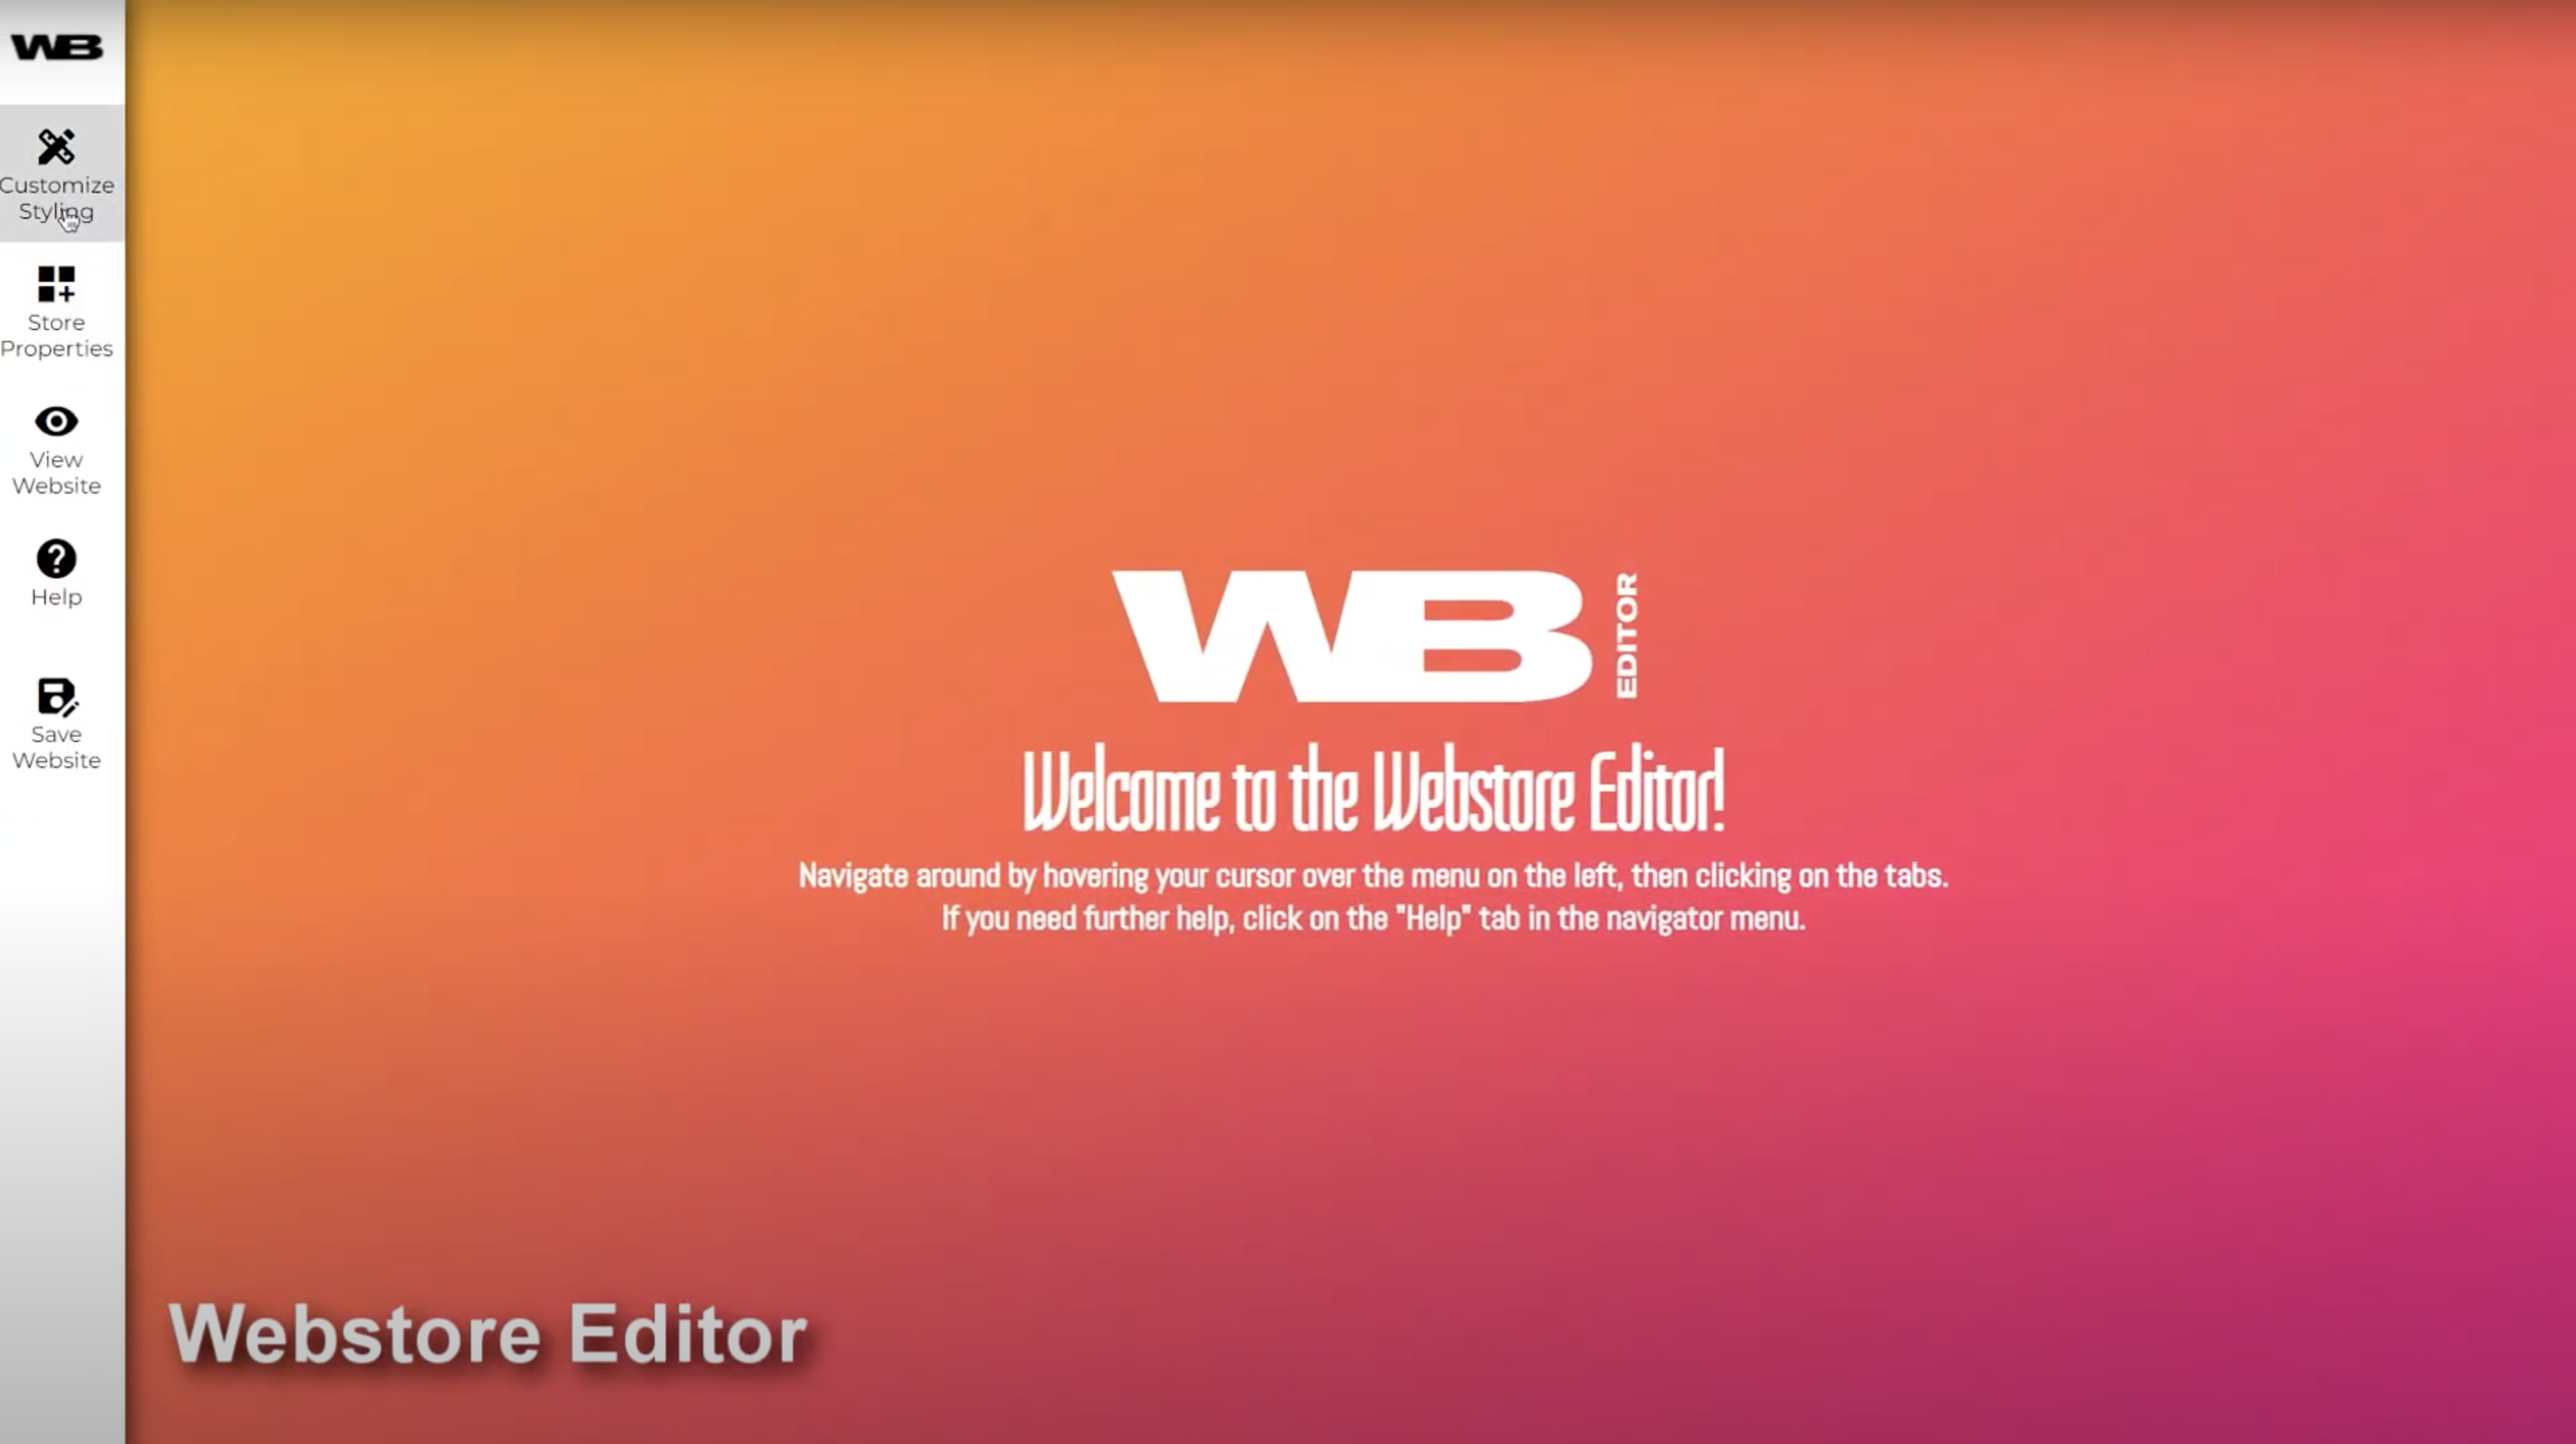 WB
Customize
Styling
Store
Properties
View
Website
Help
Save
Website
WB EDITOR
Welcome to the Webstore Editor!
Navigate around by hovering your cursor over the menu on the left, then clicking on the tabs.
If you need further help, click on the "Help" tab in the navigator menu.
Webstore Editor